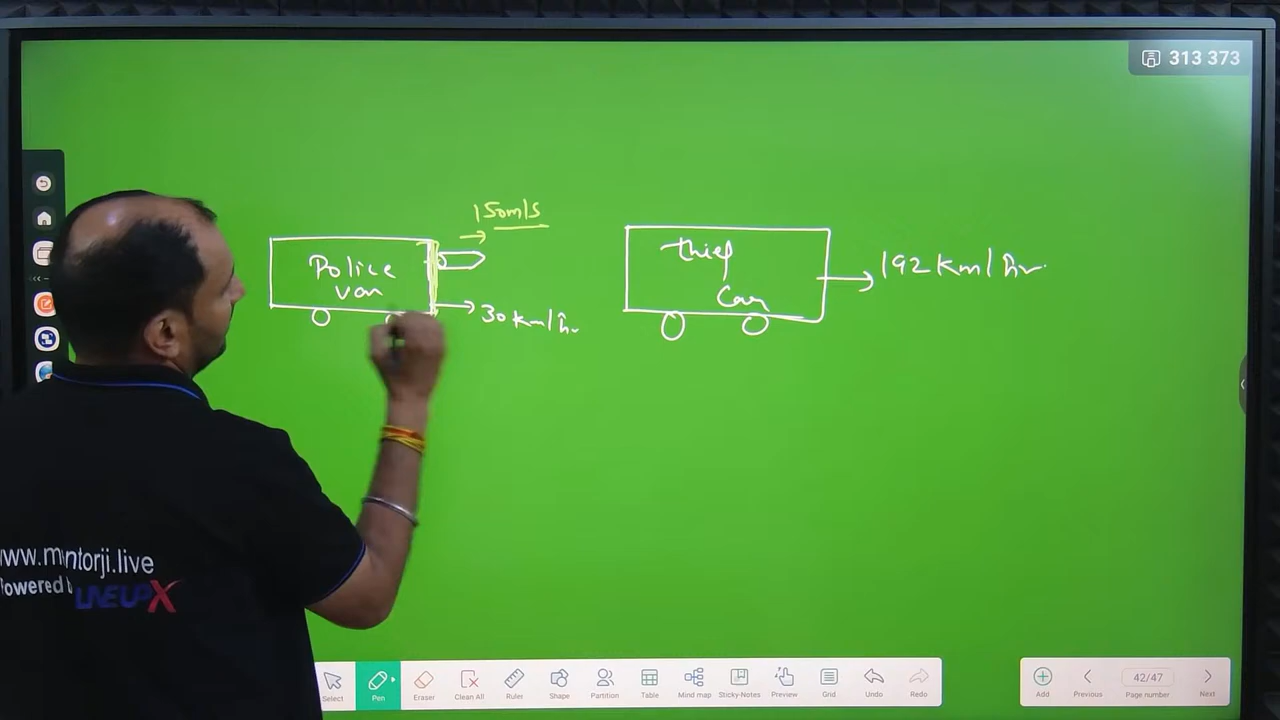 313 373
150m/s
Police
van
30 km/hr
thief
Car
192 Km/hr
www.mentorji.live
Powered b
LINEUPX
Select
Pen
Eraser
Clean All
Ruler
Shape
Partition
Table
Mind map
Sticky-Notes
Preview
Grid
Undo
Redo
Add
Previous
42/47
Page number
Next